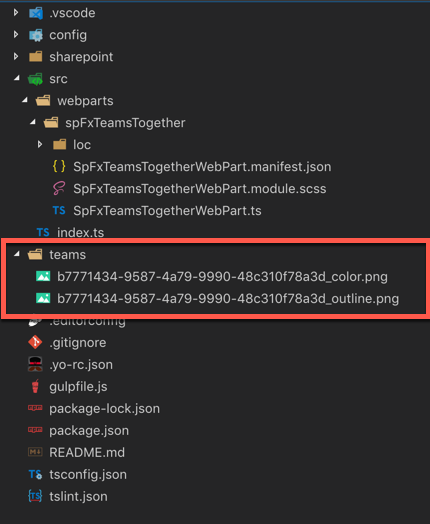 .vscode
config
sharepoint
src
webparts
spFxTeamsTogether
loc
{ } SpFxTeamsTogetherWebPart.manifest.json
SpFxTeamsTogetherWebPart.module.scss
TS SpFxTeamsTogetherWebPart.ts
TS index.ts
teams
b7771434-9587-4a79-9990-48c310f78a3d_color.png
b7771434-9587-4a79-9990-48c310f78a3d_outline.png
.editorconfig
.gitignore
.yo-rc.json
gulpfile.js
package-lock.json
package.json
README.md
TS tsconfig.json
TS tslint.json